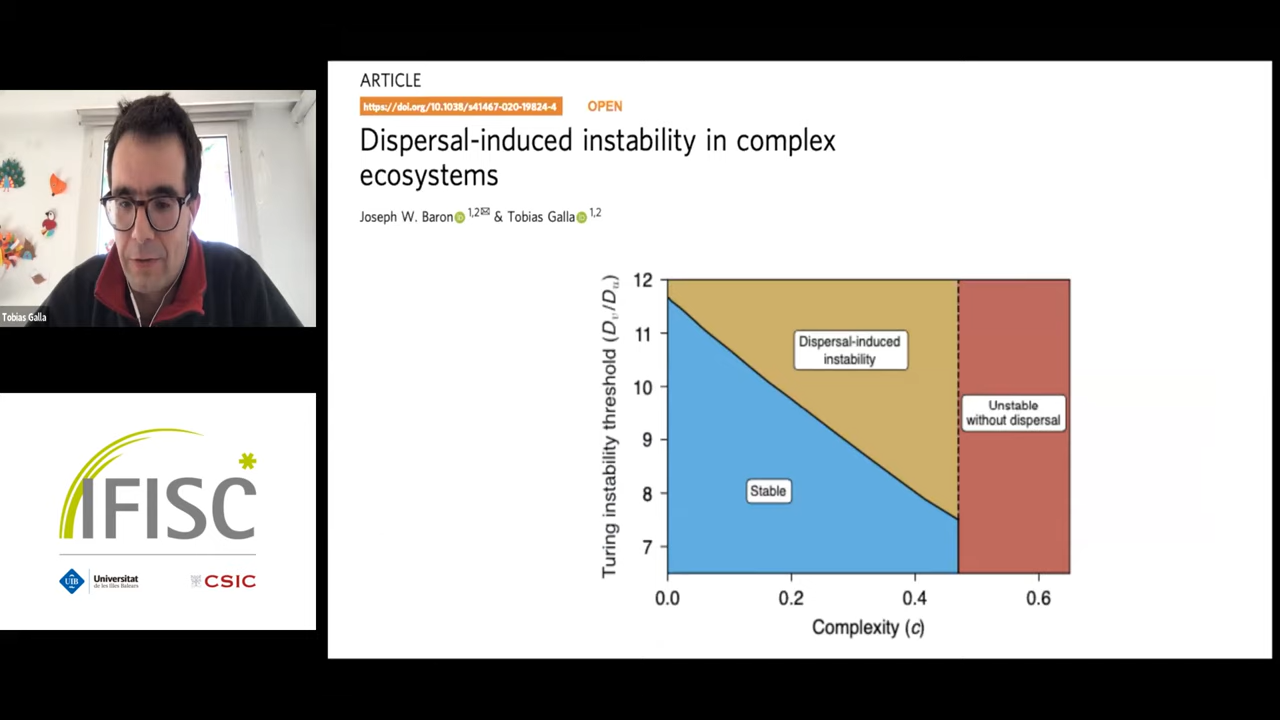 ARTICLE
https://doi.org/10.1038/s41467-020-19824-4 OPEN
Dispersal-induced instability in complex
ecosystems
Joseph W. Baron 1,2✉ & Tobias Galla 1,2
Tobias Galla
IFISC
UIB Universitat
de les Illes Balears
CSIC
Turing instability threshold (Dv/Du)
12
11
10
9
8
7
Dispersal-induced
instability
Unstable
without dispersal
Stable
0.0 0.2 0.4 0.6
Complexity (c)